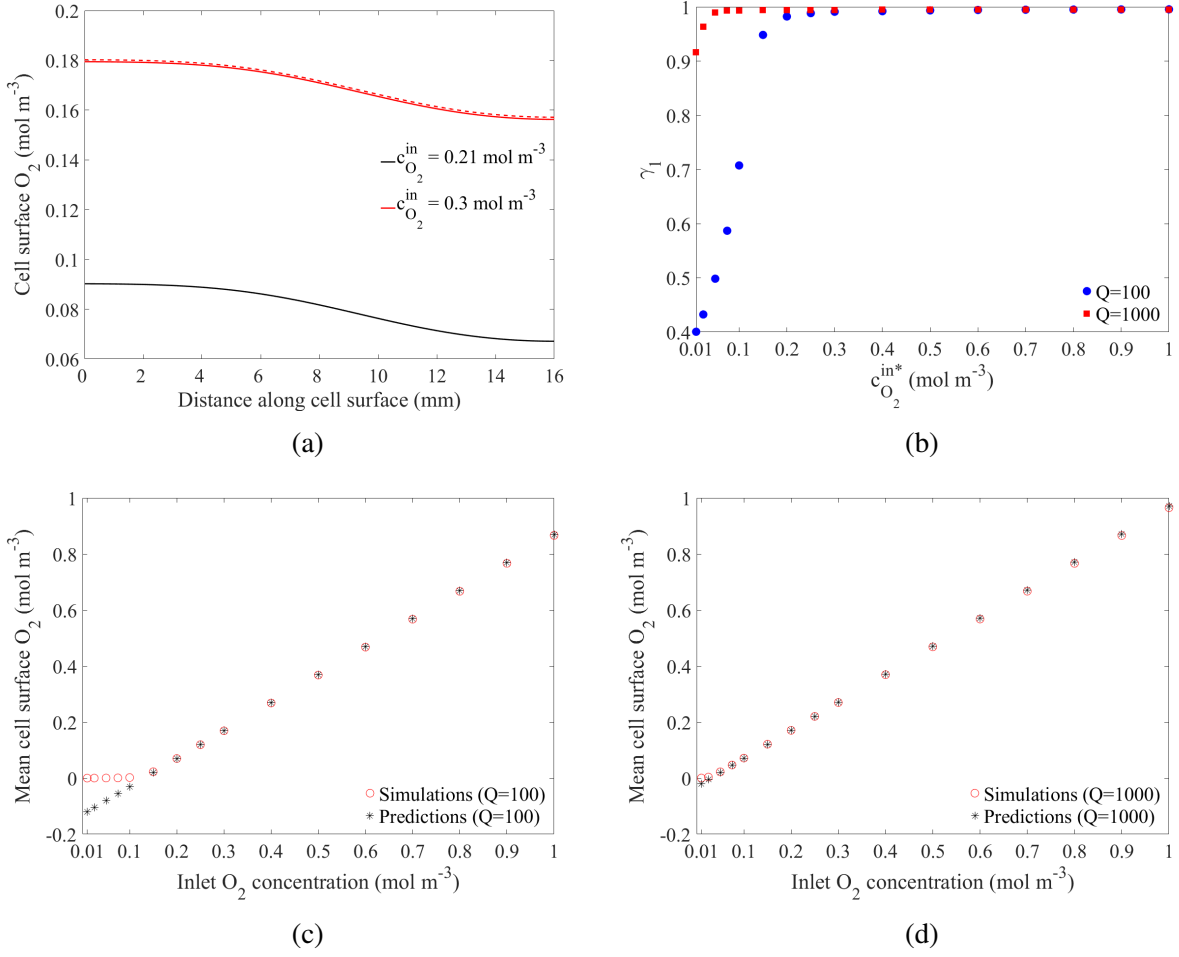 0.2
0.18
0.16
0.14
0.12
0.1
0.08
0.06
Cell surface O₂ (mol m⁻³)
c_{O₂}^{in} = 0.21 mol m⁻³
c_{O₂}^{in} = 0.3 mol m⁻³
0 2 4 6 8 10 12 14 16
Distance along cell surface (mm)
(a)
1
0.9
0.8
0.7
0.6
0.5
0.4
γ₁
Q=100
Q=1000
0.01 0.1 0.2 0.3 0.4 0.5 0.6 0.7 0.8 0.9 1
c_{O₂}^{in*} (mol m⁻³)
(b)
1
0.8
0.6
0.4
0.2
0
-0.2
Mean cell surface O₂ (mol m⁻³)
Simulations (Q=100)
Predictions (Q=100)
0.01 0.1 0.2 0.3 0.4 0.5 0.6 0.7 0.8 0.9 1
Inlet O₂ concentration (mol m⁻³)
(c)
1
0.8
0.6
0.4
0.2
0
-0.2
Mean cell surface O₂ (mol m⁻³)
Simulations (Q=1000)
Predictions (Q=1000)
0.01 0.1 0.2 0.3 0.4 0.5 0.6 0.7 0.8 0.9 1
Inlet O₂ concentration (mol m⁻³)
(d)